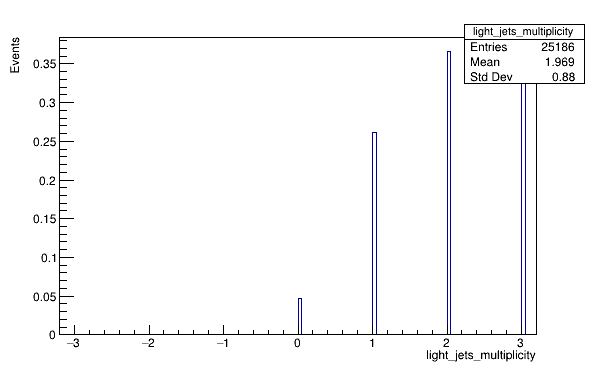 light_jets_multiplicity
Entries 25186
Mean 1.969
Std Dev 0.88
Events
0.35
0.3
0.25
0.2
0.15
0.1
0.05
0
−3 −2 −1 0 1 2 3
light_jets_multiplicity